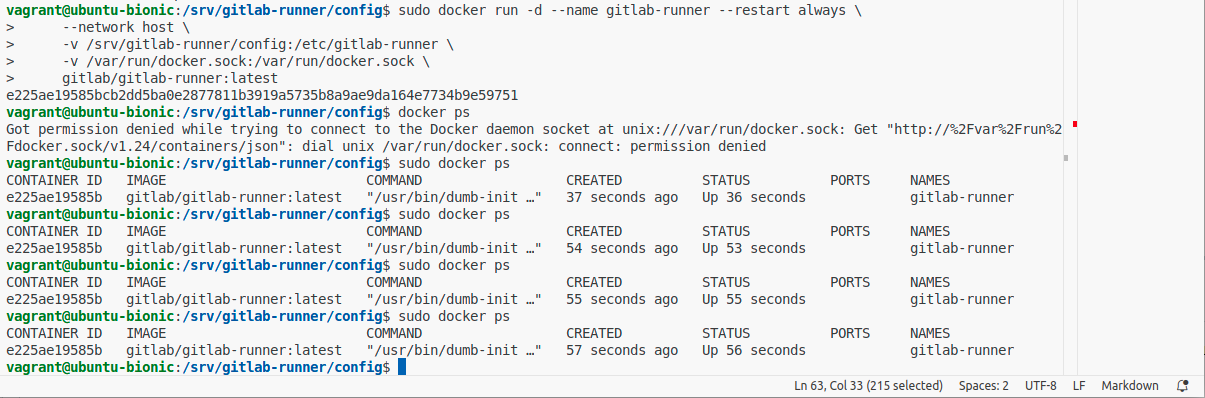 vagrant@ubuntu-bionic:/srv/gitlab-runner/config$ sudo docker run -d --name gitlab-runner --restart always \
>      --network host \
>      -v /srv/gitlab-runner/config:/etc/gitlab-runner \
>      -v /var/run/docker.sock:/var/run/docker.sock \
>      gitlab/gitlab-runner:latest
e225ae19585bcb2dd5ba0e2877811b3919a5735b8a9ae9da164e7734b9e59751
vagrant@ubuntu-bionic:/srv/gitlab-runner/config$ docker ps
Got permission denied while trying to connect to the Docker daemon socket at unix:///var/run/docker.sock: Get "http://%2Fvar%2Frun%2
Fdocker.sock/v1.24/containers/json": dial unix /var/run/docker.sock: connect: permission denied
vagrant@ubuntu-bionic:/srv/gitlab-runner/config$ sudo docker ps
CONTAINER ID   IMAGE                         COMMAND                  CREATED          STATUS          PORTS     NAMES
e225ae19585b   gitlab/gitlab-runner:latest   "/usr/bin/dumb-init …"   37 seconds ago   Up 36 seconds             gitlab-runner
vagrant@ubuntu-bionic:/srv/gitlab-runner/config$ sudo docker ps
CONTAINER ID   IMAGE                         COMMAND                  CREATED          STATUS          PORTS     NAMES
e225ae19585b   gitlab/gitlab-runner:latest   "/usr/bin/dumb-init …"   54 seconds ago   Up 53 seconds             gitlab-runner
vagrant@ubuntu-bionic:/srv/gitlab-runner/config$ sudo docker ps
CONTAINER ID   IMAGE                         COMMAND                  CREATED          STATUS          PORTS     NAMES
e225ae19585b   gitlab/gitlab-runner:latest   "/usr/bin/dumb-init …"   55 seconds ago   Up 55 seconds             gitlab-runner
vagrant@ubuntu-bionic:/srv/gitlab-runner/config$ sudo docker ps
CONTAINER ID   IMAGE                         COMMAND                  CREATED          STATUS          PORTS     NAMES
e225ae19585b   gitlab/gitlab-runner:latest   "/usr/bin/dumb-init …"   57 seconds ago   Up 56 seconds             gitlab-runner
vagrant@ubuntu-bionic:/srv/gitlab-runner/config$
Ln 63, Col 33 (215 selected)   Spaces: 2   UTF-8   LF   Markdown